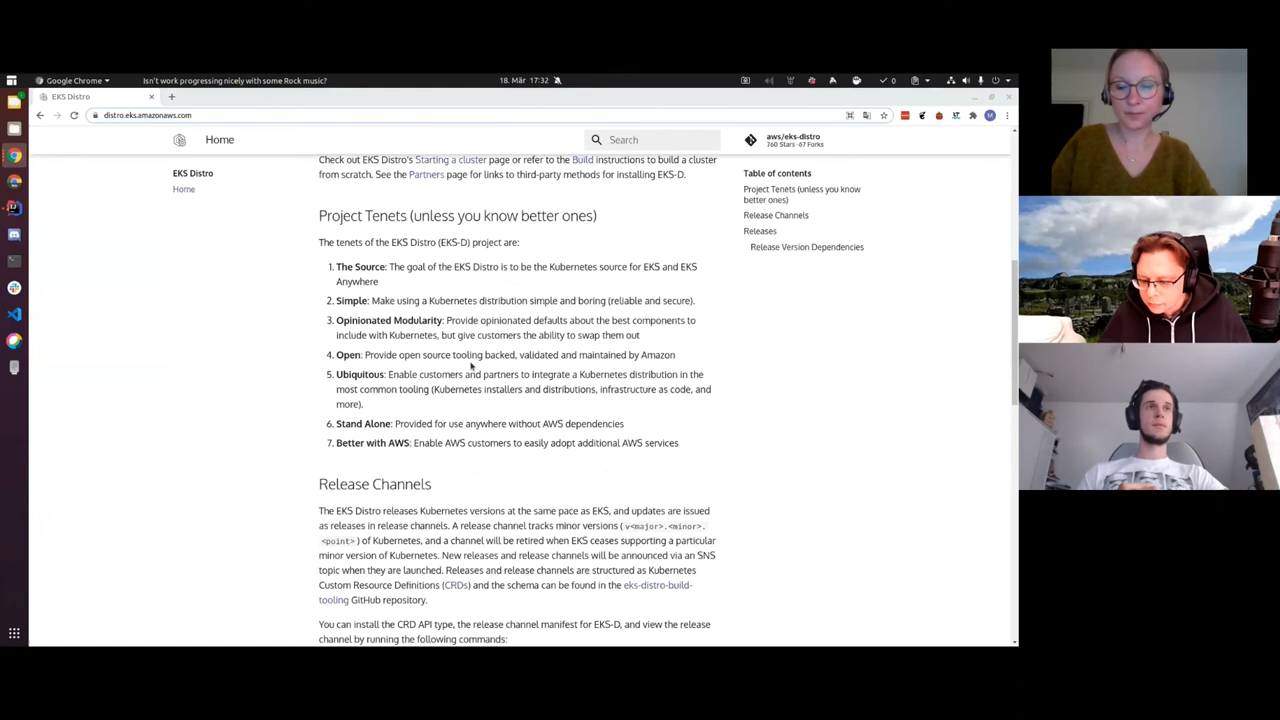 Google Chrome
Isn't work progressing nicely with some Rock music?
18. Mär 17:32
0
EKS Distro
distro.eks.amazonaws.com
M
Home
Search
aws/eks-distro
760 Stars · 67 Forks
EKS Distro
Home
Check out EKS Distro's Starting a cluster page or refer to the Build instructions to build a cluster
from scratch. See the Partners page for links to third-party methods for installing EKS-D.
Project Tenets (unless you know better ones)
The tenets of the EKS Distro (EKS-D) project are:
1. The Source: The goal of the EKS Distro is to be the Kubernetes source for EKS and EKS
Anywhere
2. Simple: Make using a Kubernetes distribution simple and boring (reliable and secure).
3. Opinionated Modularity: Provide opinionated defaults about the best components to
include with Kubernetes, but give customers the ability to swap them out
4. Open: Provide open source tooling backed, validated and maintained by Amazon
5. Ubiquitous: Enable customers and partners to integrate a Kubernetes distribution in the
most common tooling (Kubernetes installers and distributions, infrastructure as code, and
more).
6. Stand Alone: Provided for use anywhere without AWS dependencies
7. Better with AWS: Enable AWS customers to easily adopt additional AWS services
Release Channels
The EKS Distro releases Kubernetes versions at the same pace as EKS, and updates are issued
as releases in release channels. A release channel tracks minor versions ( v<major>.<minor>.
<point> ) of Kubernetes, and a channel will be retired when EKS ceases supporting a particular
minor version of Kubernetes. New releases and release channels will be announced via an SNS
topic when they are launched. Releases and release channels are structured as Kubernetes
Custom Resource Definitions (CRDs) and the schema can be found in the eks-distro-build-
tooling GitHub repository.
You can install the CRD API type, the release channel manifest for EKS-D, and view the release
channel by running the following commands:
Table of contents
Project Tenets (unless you know
better ones)
Release Channels
Releases
Release Version Dependencies